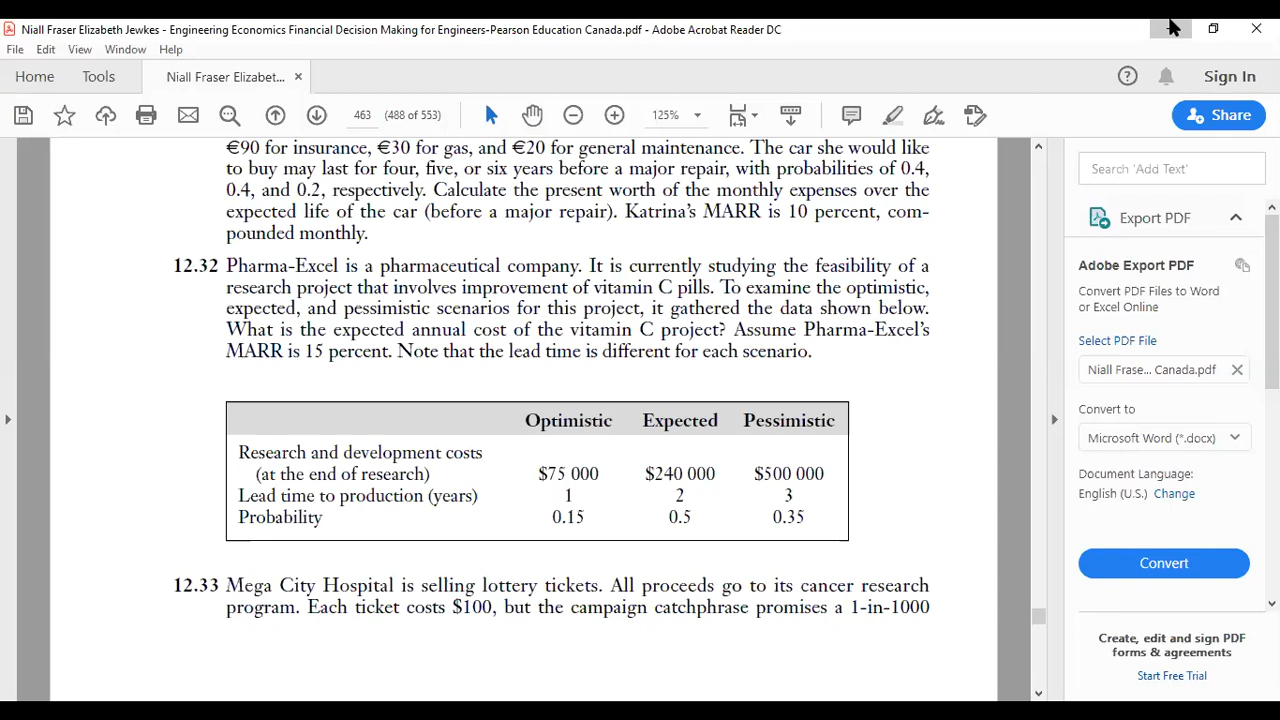 Niall Fraser Elizabeth Jewkes - Engineering Economics Financial Decision Making for Engineers-Pearson Education Canada.pdf - Adobe Acrobat Reader DC
File Edit View Window Help
Home Tools Niall Fraser Elizabet... × Sign In
463 (488 of 553) 125% Share
€90 for insurance, €30 for gas, and €20 for general maintenance. The car she would like
to buy may last for four, five, or six years before a major repair, with probabilities of 0.4,
0.4, and 0.2, respectively. Calculate the present worth of the monthly expenses over the
expected life of the car (before a major repair). Katrina's MARR is 10 percent, com-
pounded monthly.
12.32 Pharma-Excel is a pharmaceutical company. It is currently studying the feasibility of a
research project that involves improvement of vitamin C pills. To examine the optimistic,
expected, and pessimistic scenarios for this project, it gathered the data shown below.
What is the expected annual cost of the vitamin C project? Assume Pharma-Excel's
MARR is 15 percent. Note that the lead time is different for each scenario.
Optimistic Expected Pessimistic
Research and development costs
(at the end of research) $75 000 $240 000 $500 000
Lead time to production (years) 1 2 3
Probability 0.15 0.5 0.35
12.33 Mega City Hospital is selling lottery tickets. All proceeds go to its cancer research
program. Each ticket costs $100, but the campaign catchphrase promises a 1-in-1000
Search 'Add Text'
Export PDF
Adobe Export PDF
Convert PDF Files to Word
or Excel Online
Select PDF File
Niall Frase... Canada.pdf ×
Convert to
Microsoft Word (*.docx)
Document Language:
English (U.S.) Change
Convert
Create, edit and sign PDF
forms & agreements
Start Free Trial